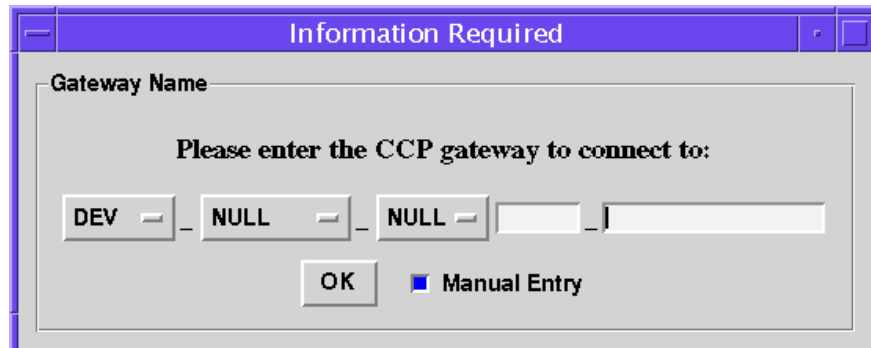 Information Required
Gateway Name
Please enter the CCP gateway to connect to:
DEV _ NULL _ NULL _
OK Manual Entry